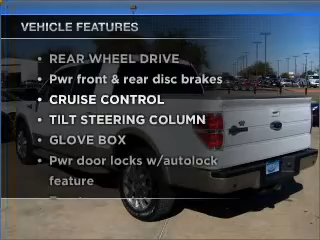 VEHICLE FEATURES
• REAR WHEEL DRIVE
• Pwr front & rear disc brakes
• CRUISE CONTROL
• TILT STEERING COLUMN
• GLOVE BOX
• Pwr door locks w/autolock
feature